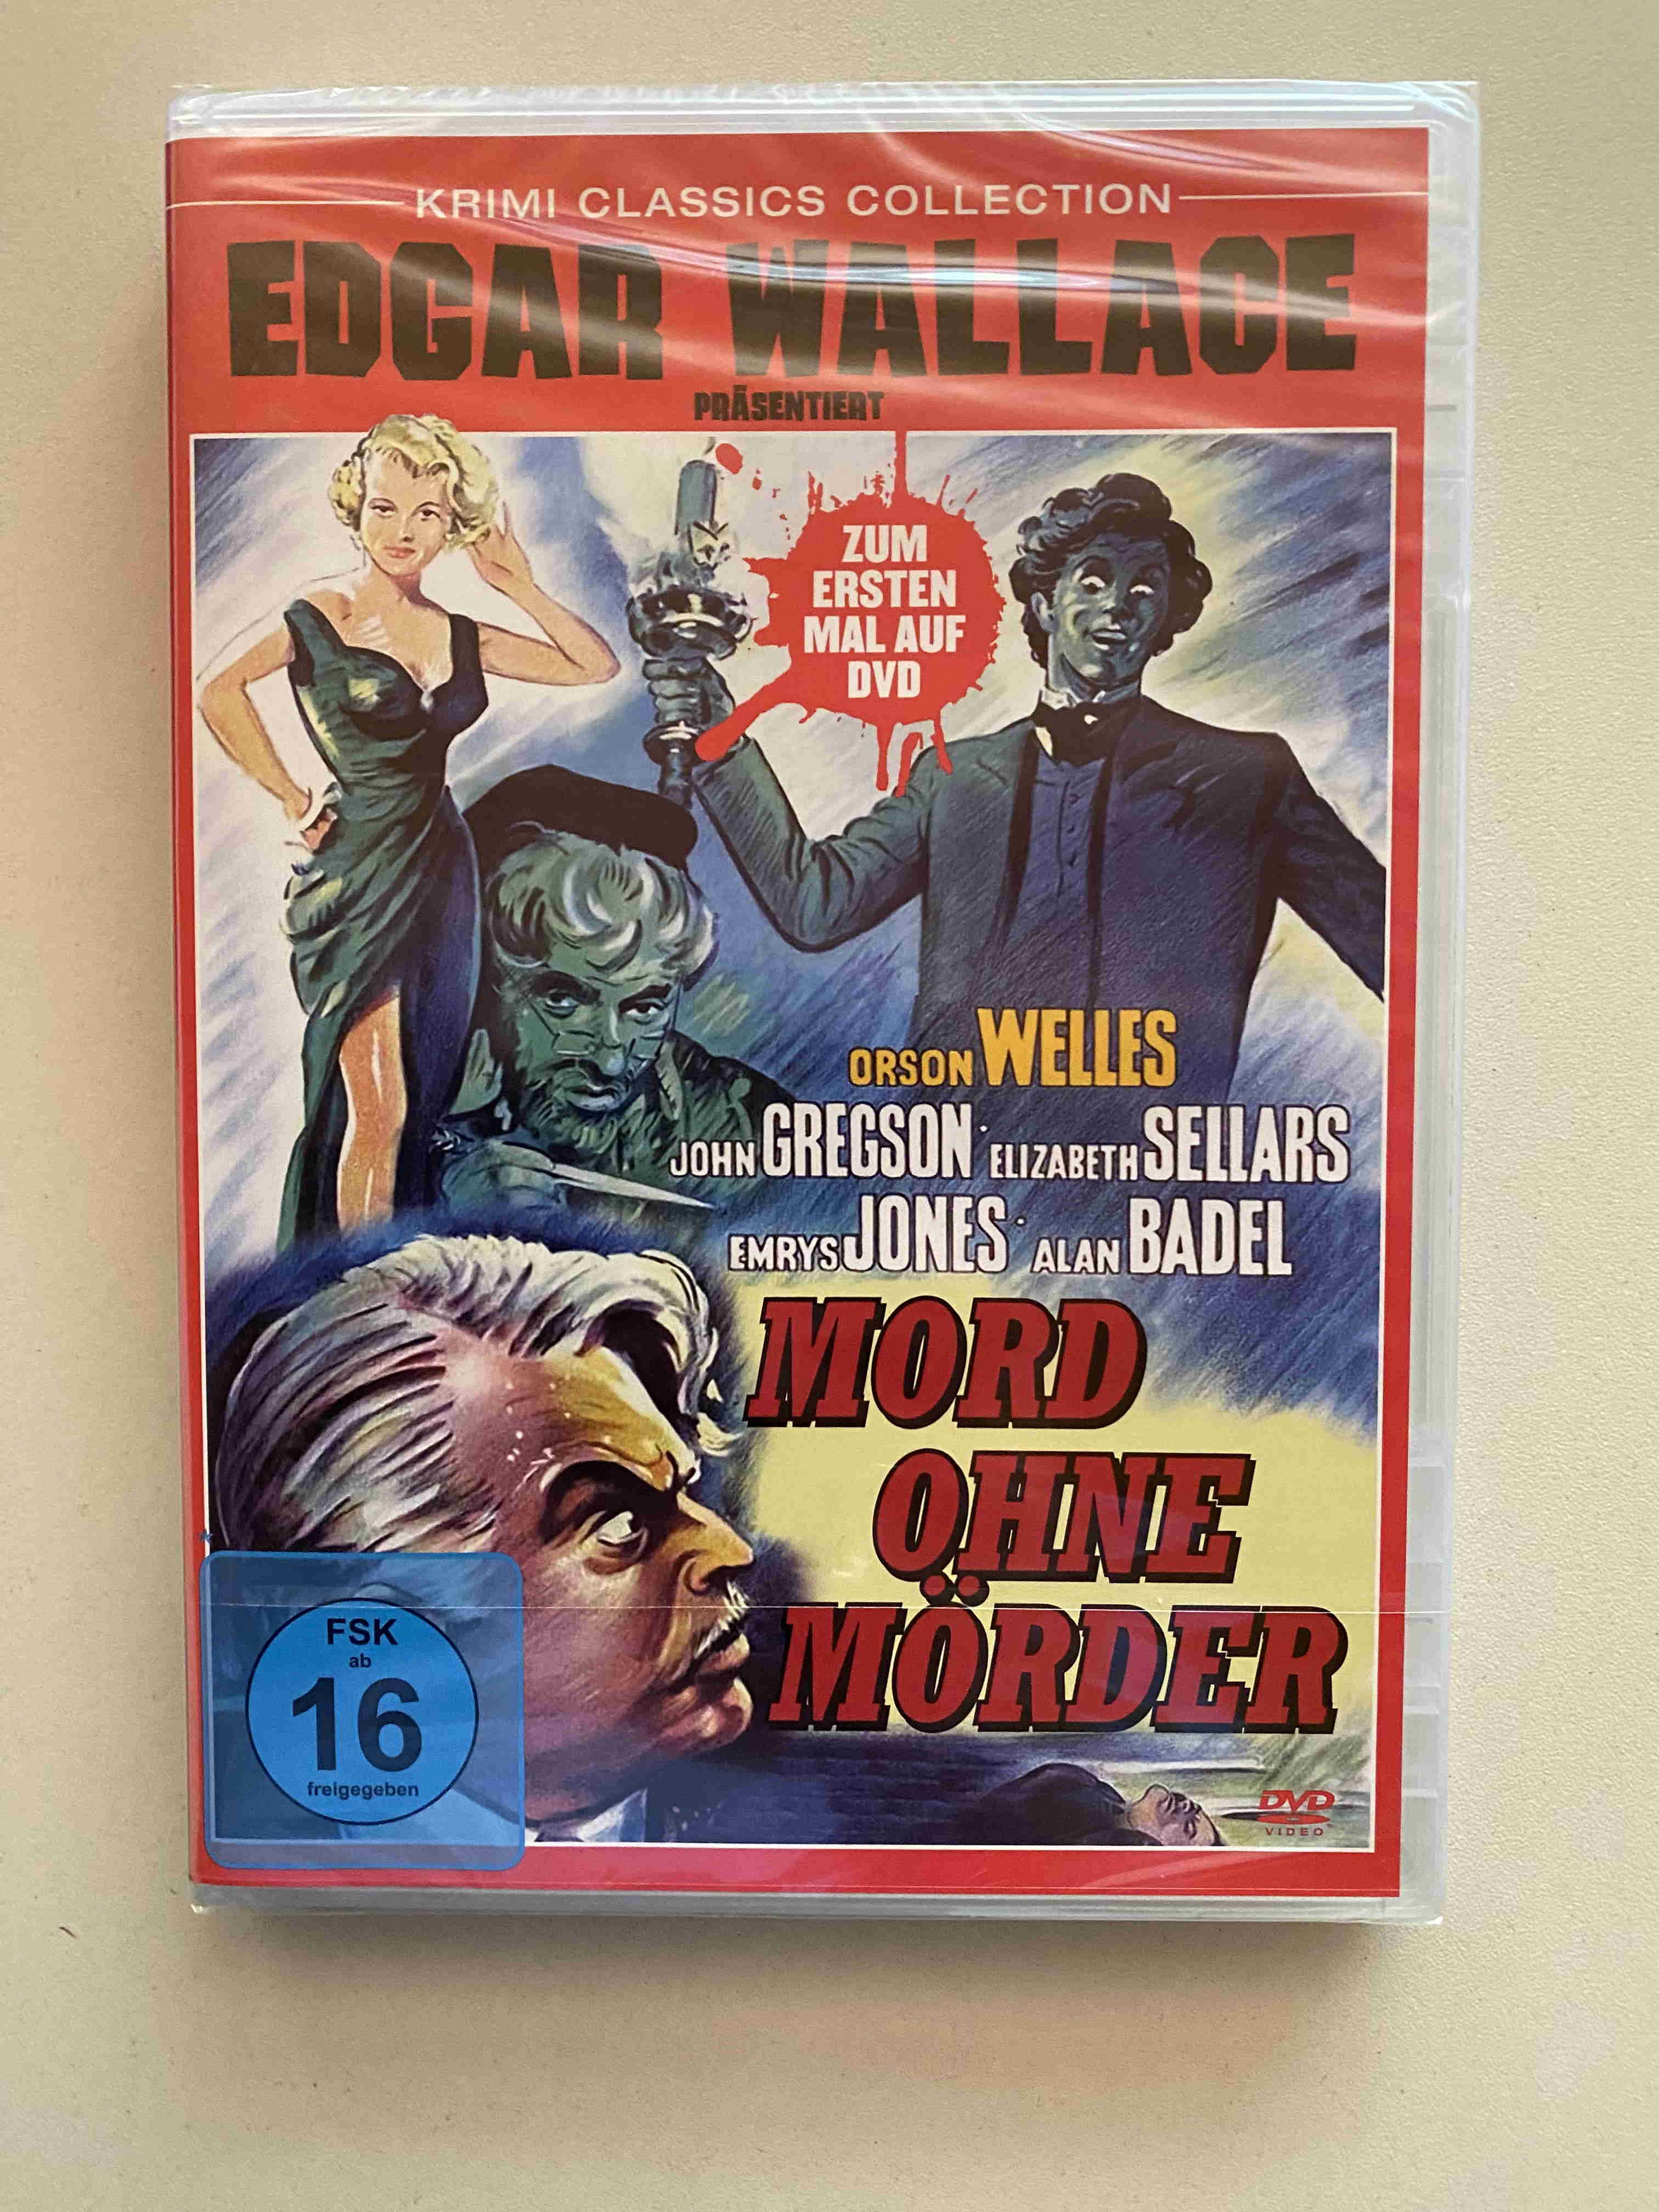 KRIMI CLASSICS COLLECTION
EDGAR WALLACE
PRÄSENTIERT
ZUM
ERSTEN
MAL AUF
DVD
ORSON WELLES
JOHN GREGSON · ELIZABETH SELLARS
EMRYS JONES · ALAN BADEL
MORD
OHNE
MÖRDER
FSK
ab
16
freigegeben
DVD
VIDEO